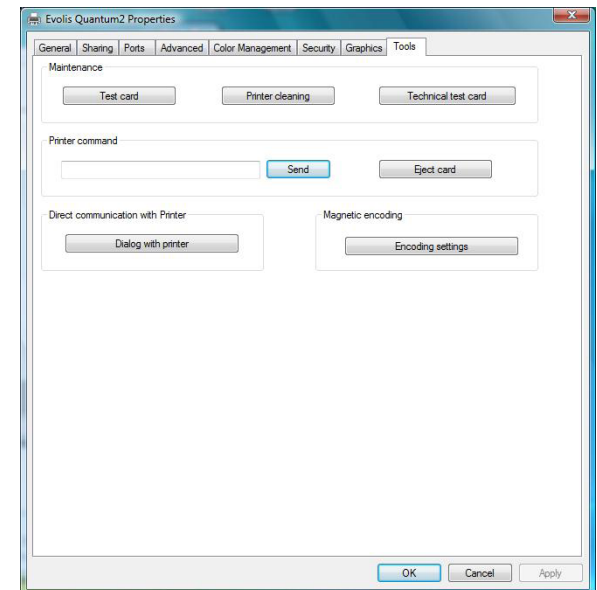 Evolis Quantum2 Properties
General Sharing Ports Advanced Color Management Security Graphics Tools
Maintenance
Test card Printer cleaning Technical test card
Printer command
Send Eject card
Direct communication with Printer Magnetic encoding
Dialog with printer Encoding settings
OK Cancel Apply